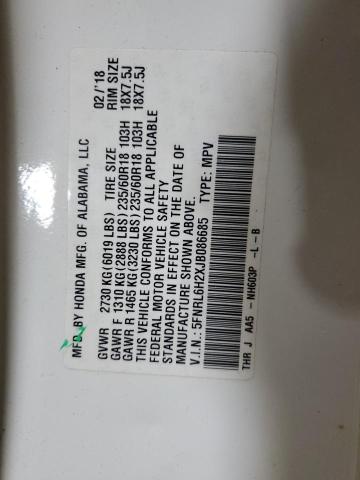 MFD. BY HONDA MFG. OF ALABAMA, LLC 02/'18
GVWR 2730 KG(6019 LBS) TIRE SIZE RIM SIZE
GAWR F 1310 KG(2888 LBS) 235/60R18 103H 18X7.5J
GAWR R 1465 KG(3230 LBS) 235/60R18 103H 18X7.5J
THIS VEHICLE CONFORMS TO ALL APPLICABLE
FEDERAL MOTOR VEHICLE SAFETY
STANDARDS IN EFFECT ON THE DATE OF
MANUFACTURE SHOWN ABOVE.
V.I.N.: 5FNRL6H2XJB086685 TYPE: MPV
THR J AA5 - NH603P -L -B